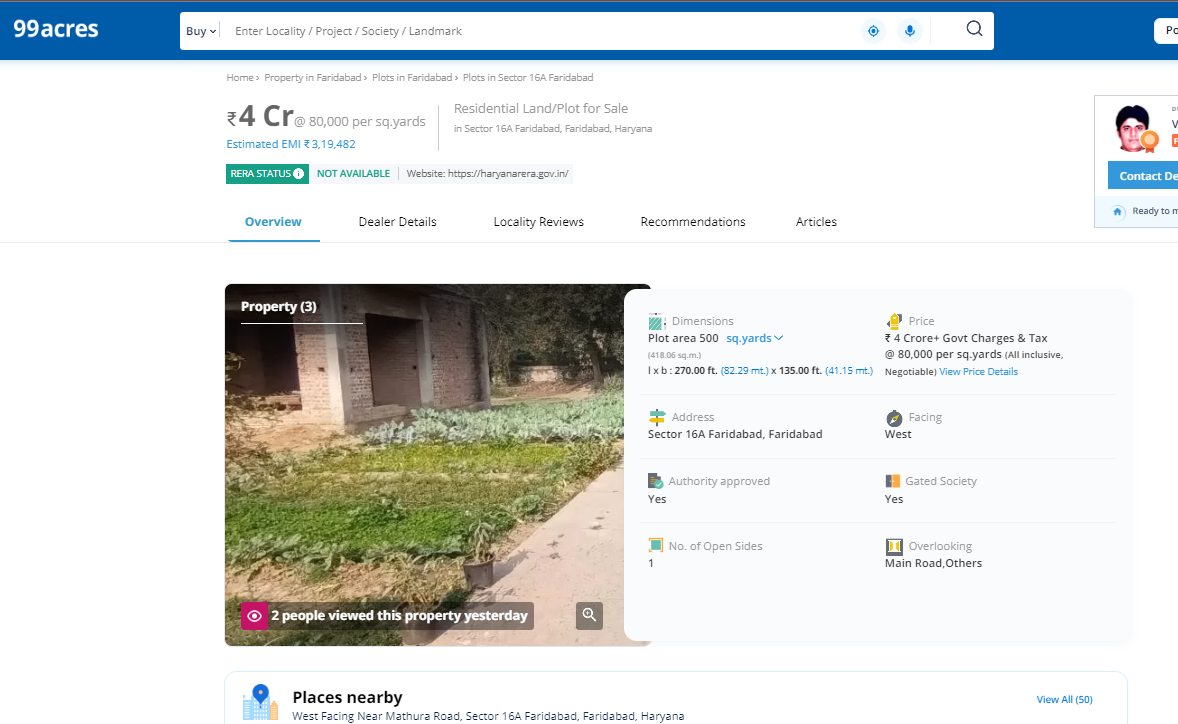 99acres
Buy
Enter Locality / Project / Society / Landmark
Home › Property in Faridabad › Plots in Faridabad › Plots in Sector 16A Faridabad
₹4 Cr @ 80,000 per sq.yards
Estimated EMI ₹3,19,482
Residential Land/Plot for Sale
in Sector 16A Faridabad, Faridabad, Haryana
RERA STATUS NOT AVAILABLE Website: https://haryanarera.gov.in/
Contact De
Ready to m
Overview Dealer Details Locality Reviews Recommendations Articles
Property (3)
2 people viewed this property yesterday
Dimensions
Plot area 500 sq.yards
(418.06 sq.m.)
l x b : 270.00 ft. (82.29 mt.) x 135.00 ft. (41.15 mt.)
Price
₹ 4 Crore+ Govt Charges & Tax
@ 80,000 per sq.yards (All inclusive,
Negotiable) View Price Details
Address
Sector 16A Faridabad, Faridabad
Facing
West
Authority approved
Yes
Gated Society
Yes
No. of Open Sides
1
Overlooking
Main Road,Others
Places nearby
West Facing Near Mathura Road, Sector 16A Faridabad, Faridabad, Haryana
View All (50)